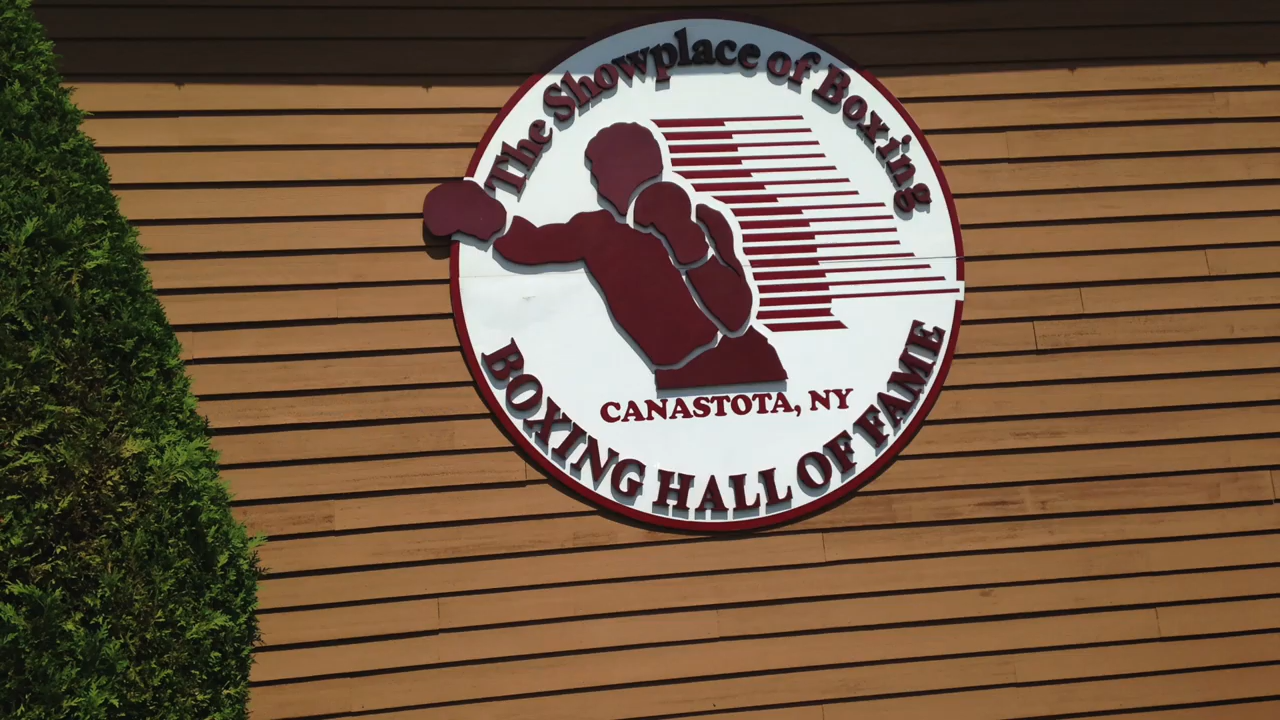 The Showplace of Boxing
CANASTOTA, NY
BOXING HALL OF FAME